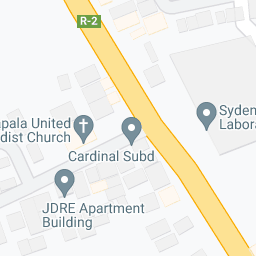 R-2
apala United
dist Church
Syden
Labora
Cardinal Subd
JDRE Apartment
Building